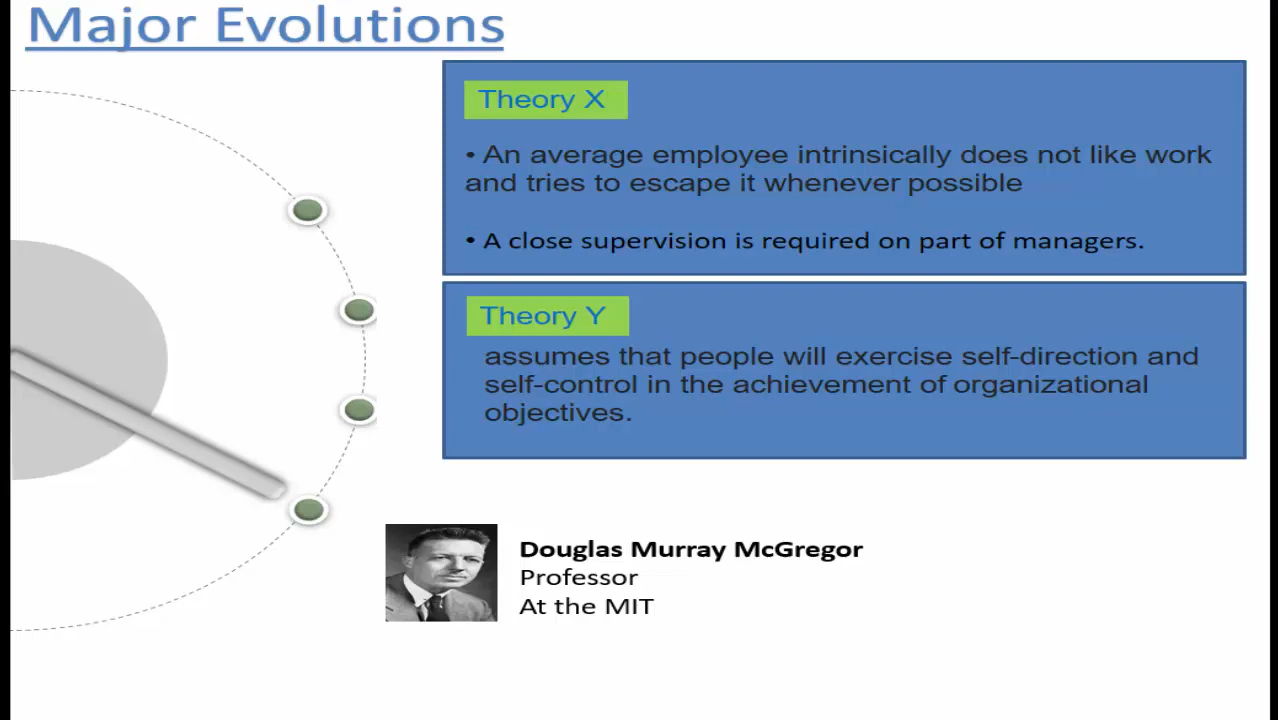 Major Evolutions
Theory X
• An average employee intrinsically does not like work
and tries to escape it whenever possible
• A close supervision is required on part of managers.
Theory Y
assumes that people will exercise self-direction and
self-control in the achievement of organizational
objectives.
Douglas Murray McGregor
Professor
At the MIT